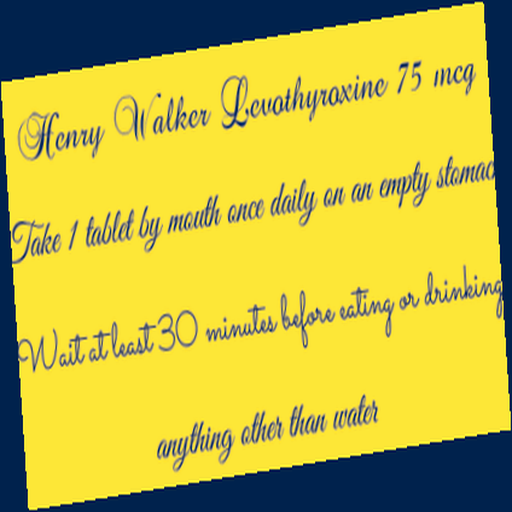 Henry Walker Levothyroxine 75 mcg
Take 1 tablet by mouth once daily on an empty stomac
Wait at least 30 minutes before eating or drinking
anything other than water